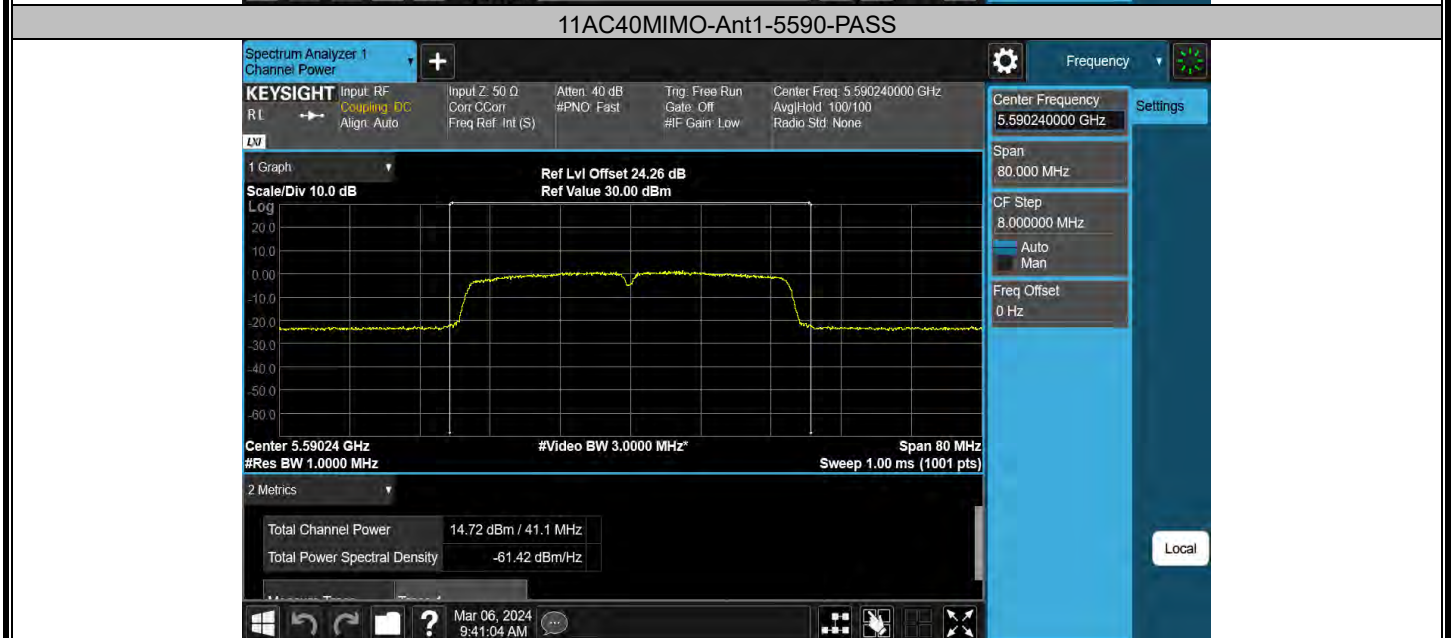 11AC40MIMO-Ant1-5590-PASS
Spectrum Analyzer 1
Channel Power
+
Frequency
KEYSIGHT
RL
LXI
Input: RF
Coupling: DC
Align: Auto
Input Z: 50 Ω
Corr CCorr
Freq Ref: Int (S)
Atten: 40 dB
#PNO: Fast
Trig: Free Run
Gate: Off
#IF Gain: Low
Center Freq: 5.590240000 GHz
Avg|Hold: 100/100
Radio Std: None
Center Frequency
5.590240000 GHz
Settings
Span
80.000 MHz
CF Step
8.000000 MHz
Auto
Man
Freq Offset
0 Hz
1 Graph
Scale/Div 10.0 dB
Ref Lvl Offset 24.26 dB
Ref Value 30.00 dBm
Log
20.0
10.0
0.00
-10.0
-20.0
-30.0
-40.0
-50.0
-60.0
Center 5.59024 GHz
#Video BW 3.0000 MHz*
Span 80 MHz
#Res BW 1.0000 MHz
Sweep 1.00 ms (1001 pts)
2 Metrics
Total Channel Power 14.72 dBm / 41.1 MHz
Total Power Spectral Density -61.42 dBm/Hz
Local
?
Mar 06, 2024
9:41:04 AM